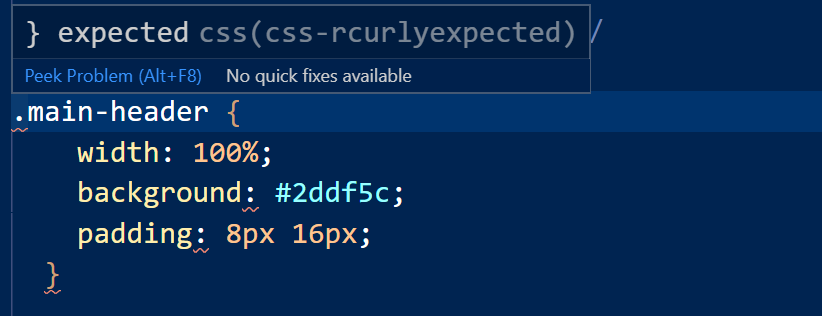 } expected css(css-rcurlyexpected) /
Peek Problem (Alt+F8) No quick fixes available
.main-header {
width: 100%;
background: #2ddf5c;
padding: 8px 16px;
}